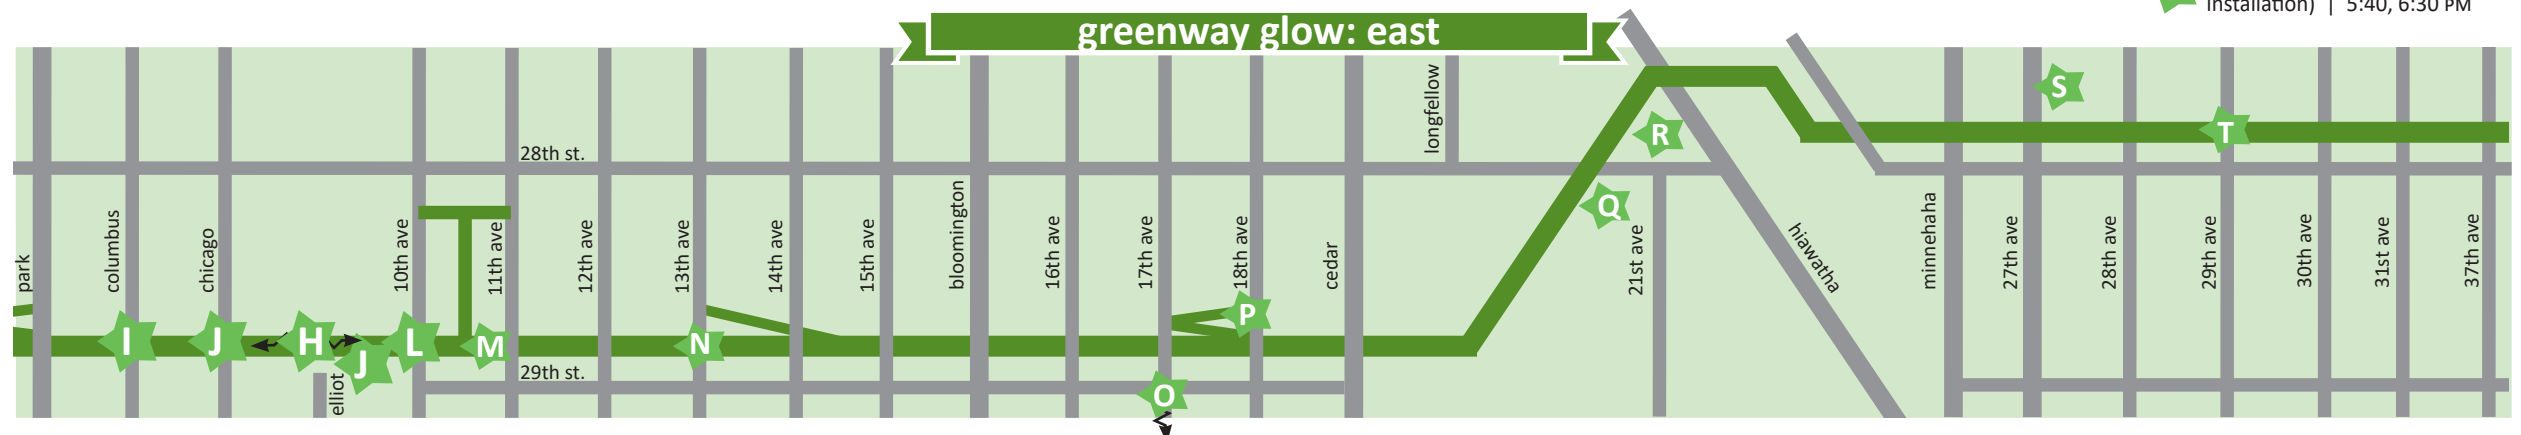 installation) | 5:40, 6:30 PM
greenway glow: east
longfellow
S
R
T
28th st.
Q
park
columbus
chicago
10th ave
11th ave
12th ave
13th ave
14th ave
15th ave
bloomington
16th ave
17th ave
18th ave
cedar
21st ave
hiawatha
minnehaha
27th ave
28th ave
29th ave
30th ave
31st ave
37th ave
I
J
H
J
L
M
N
P
29th st.
elliot
O